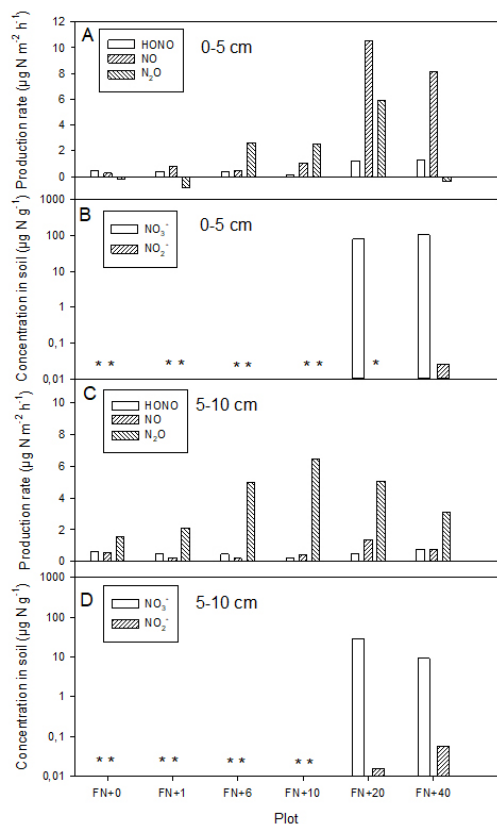 A
HONO
NO
N₂O
0-5 cm
Production rate (µg N m⁻² h⁻¹)
12
10
8
6
4
2
0
B
NO₃⁻
NO₂⁻
0-5 cm
Concentration in soil (µg N g⁻¹)
1000
100
10
1
0,1
0,01
* * * * * * * * *
C
HONO
NO
N₂O
5-10 cm
Production rate (µg N m⁻² h⁻¹)
10
8
6
4
2
0
D
NO₃⁻
NO₂⁻
5-10 cm
Concentration in soil (µg N g⁻¹)
1000
100
10
1
0,1
0,01
* * * * * * * *
FN+0 FN+1 FN+6 FN+10 FN+20 FN+40
Plot